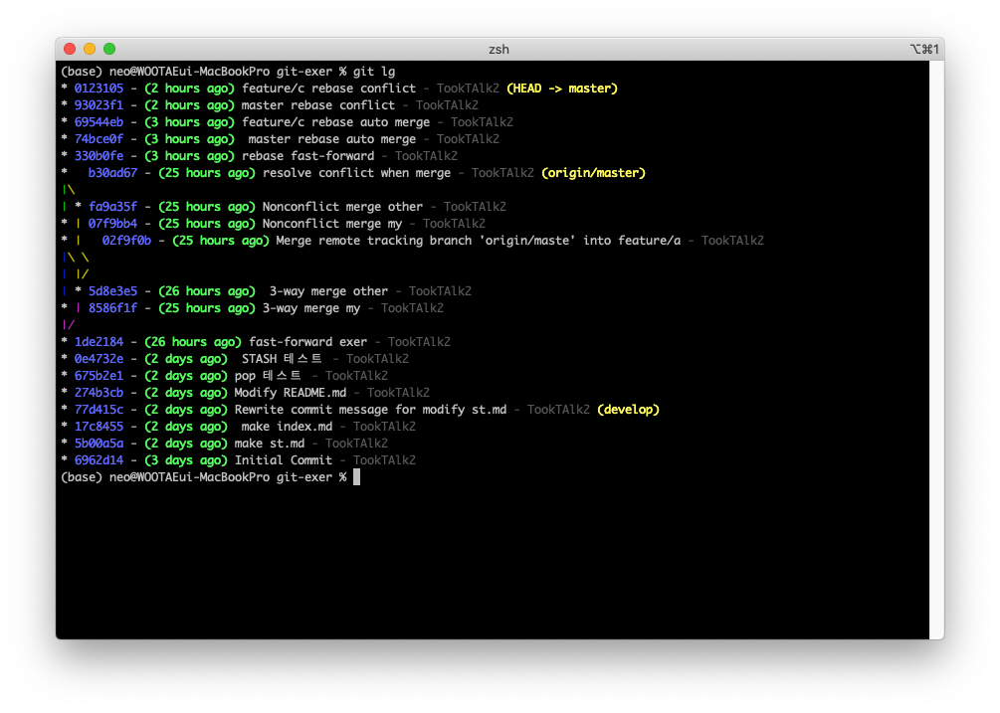 zsh
⌥⌘1
(base) neo@WOOTAEui-MacBookPro git-exer % git lg
* 0123105 - (2 hours ago) feature/c rebase conflict - TookTAlk2 (HEAD -> master)
* 93023f1 - (2 hours ago) master rebase conflict - TookTAlk2
* 69544eb - (3 hours ago) feature/c rebase auto merge - TookTAlk2
* 74bce0f - (3 hours ago)  master rebase auto merge - TookTAlk2
* 330b0fe - (3 hours ago) rebase fast-forward - TookTAlk2
*   b30ad67 - (25 hours ago) resolve conflict when merge - TookTAlk2 (origin/master)
|\
| * fa9a35f - (25 hours ago) Nonconflict merge other - TookTAlk2
* | 07f9bb4 - (25 hours ago) Nonconflict merge my - TookTAlk2
* |   02f9f0b - (25 hours ago) Merge remote tracking branch 'origin/maste' into feature/a - TookTAlk2
|\ \
| |/
| * 5d8e3e5 - (26 hours ago)  3-way merge other - TookTAlk2
* | 8586f1f - (25 hours ago) 3-way merge my - TookTAlk2
|/
* 1de2184 - (26 hours ago) fast-forward exer - TookTAlk2
* 0e4732e - (2 days ago)  STASH 테스트 - TookTAlk2
* 675b2e1 - (2 days ago) pop 테스트 - TookTAlk2
* 274b3cb - (2 days ago) Modify README.md - TookTAlk2
* 77d415c - (2 days ago) Rewrite commit message for modify st.md - TookTAlk2 (develop)
* 17c8455 - (2 days ago)  make index.md - TookTAlk2
* 5b00a5a - (2 days ago) make st.md - TookTAlk2
* 6962d14 - (3 days ago) Initial Commit - TookTAlk2
(base) neo@WOOTAEui-MacBookPro git-exer %